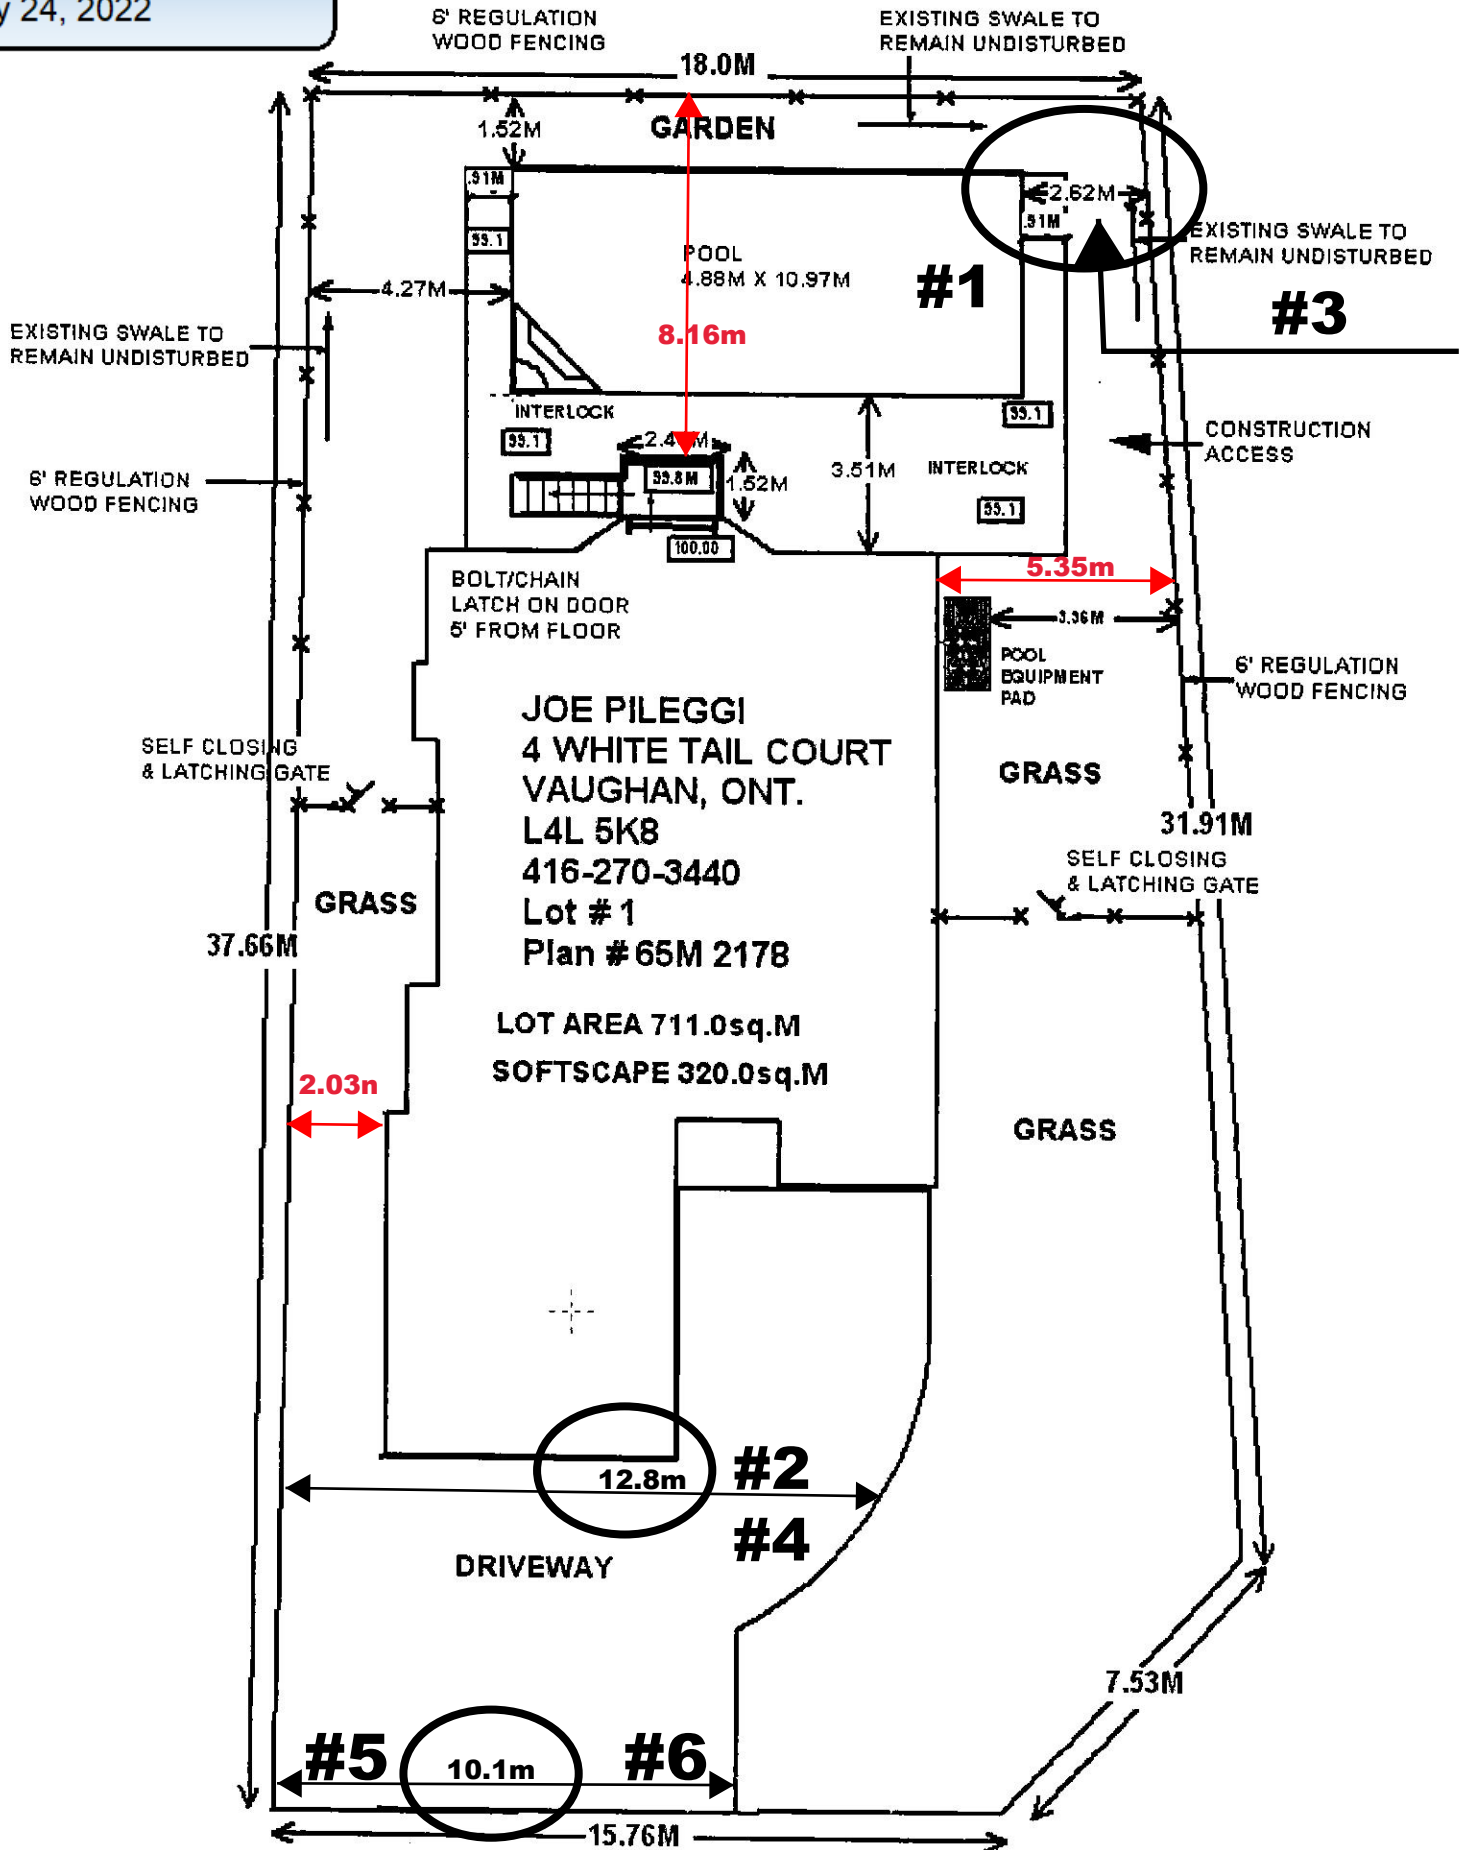 y 24, 2022
6' REGULATION
WOOD FENCING
EXISTING SWALE TO
REMAIN UNDISTURBED
18.0M
1.52M
GARDEN
.91M
2.62M
.91M
99.1
POOL
4.88M X 10.97M
#1
EXISTING SWALE TO
REMAIN UNDISTURBED
#3
4.27M
EXISTING SWALE TO
REMAIN UNDISTURBED
8.16m
INTERLOCK
99.1
99.1
CONSTRUCTION
ACCESS
99.8M
1.52M
3.51M
INTERLOCK
6' REGULATION
WOOD FENCING
99.1
100.00
5.35m
BOLT/CHAIN
LATCH ON DOOR
5' FROM FLOOR
3.96M
POOL
EQUIPMENT
PAD
6' REGULATION
WOOD FENCING
JOE PILEGGI
4 WHITE TAIL COURT
VAUGHAN, ONT.
L4L 5K8
416-270-3440
Lot # 1
Plan # 65M 2178
SELF CLOSING
& LATCHING GATE
GRASS
31.91M
SELF CLOSING
& LATCHING GATE
GRASS
37.66M
LOT AREA 711.0sq.M
SOFTSCAPE 320.0sq.M
2.03n
GRASS
12.8m
#2
#4
DRIVEWAY
7.53M
#5
10.1m
#6
15.76M